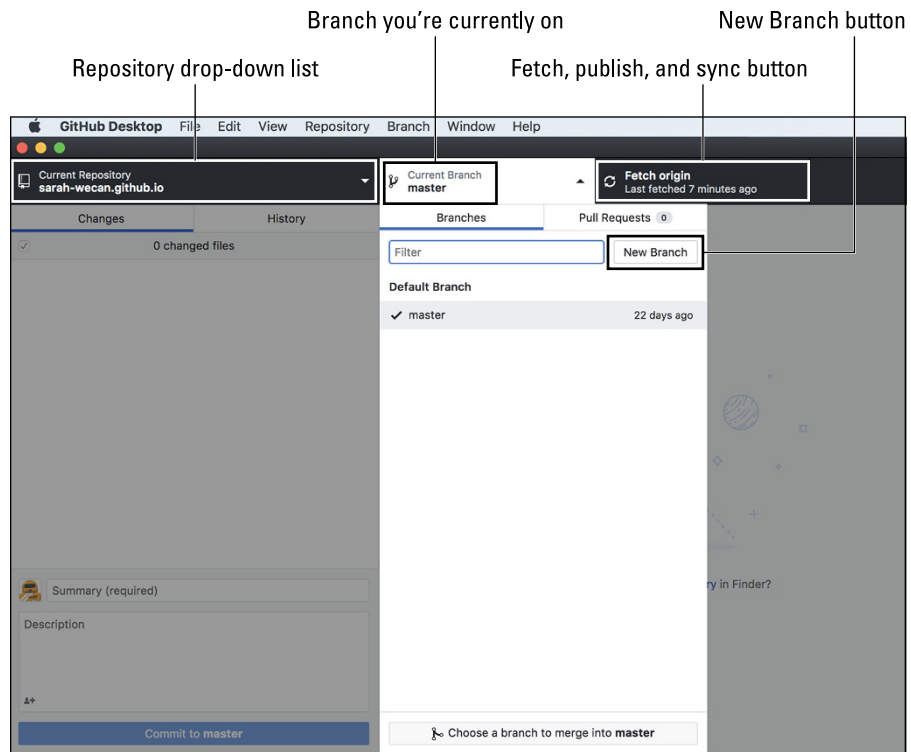 Branch you’re currently on
New Branch button
Repository drop-down list
Fetch, publish, and sync button
GitHub Desktop File Edit View Repository Branch Window Help
Current Repository
sarah-wecan.github.io
Current Branch
master
Fetch origin
Last fetched 7 minutes ago
Changes
History
Branches
Pull Requests 0
0 changed files
Filter
New Branch
Default Branch
master
22 days ago
in Finder?
Summary (required)
Description
Commit to master
Choose a branch to merge into master